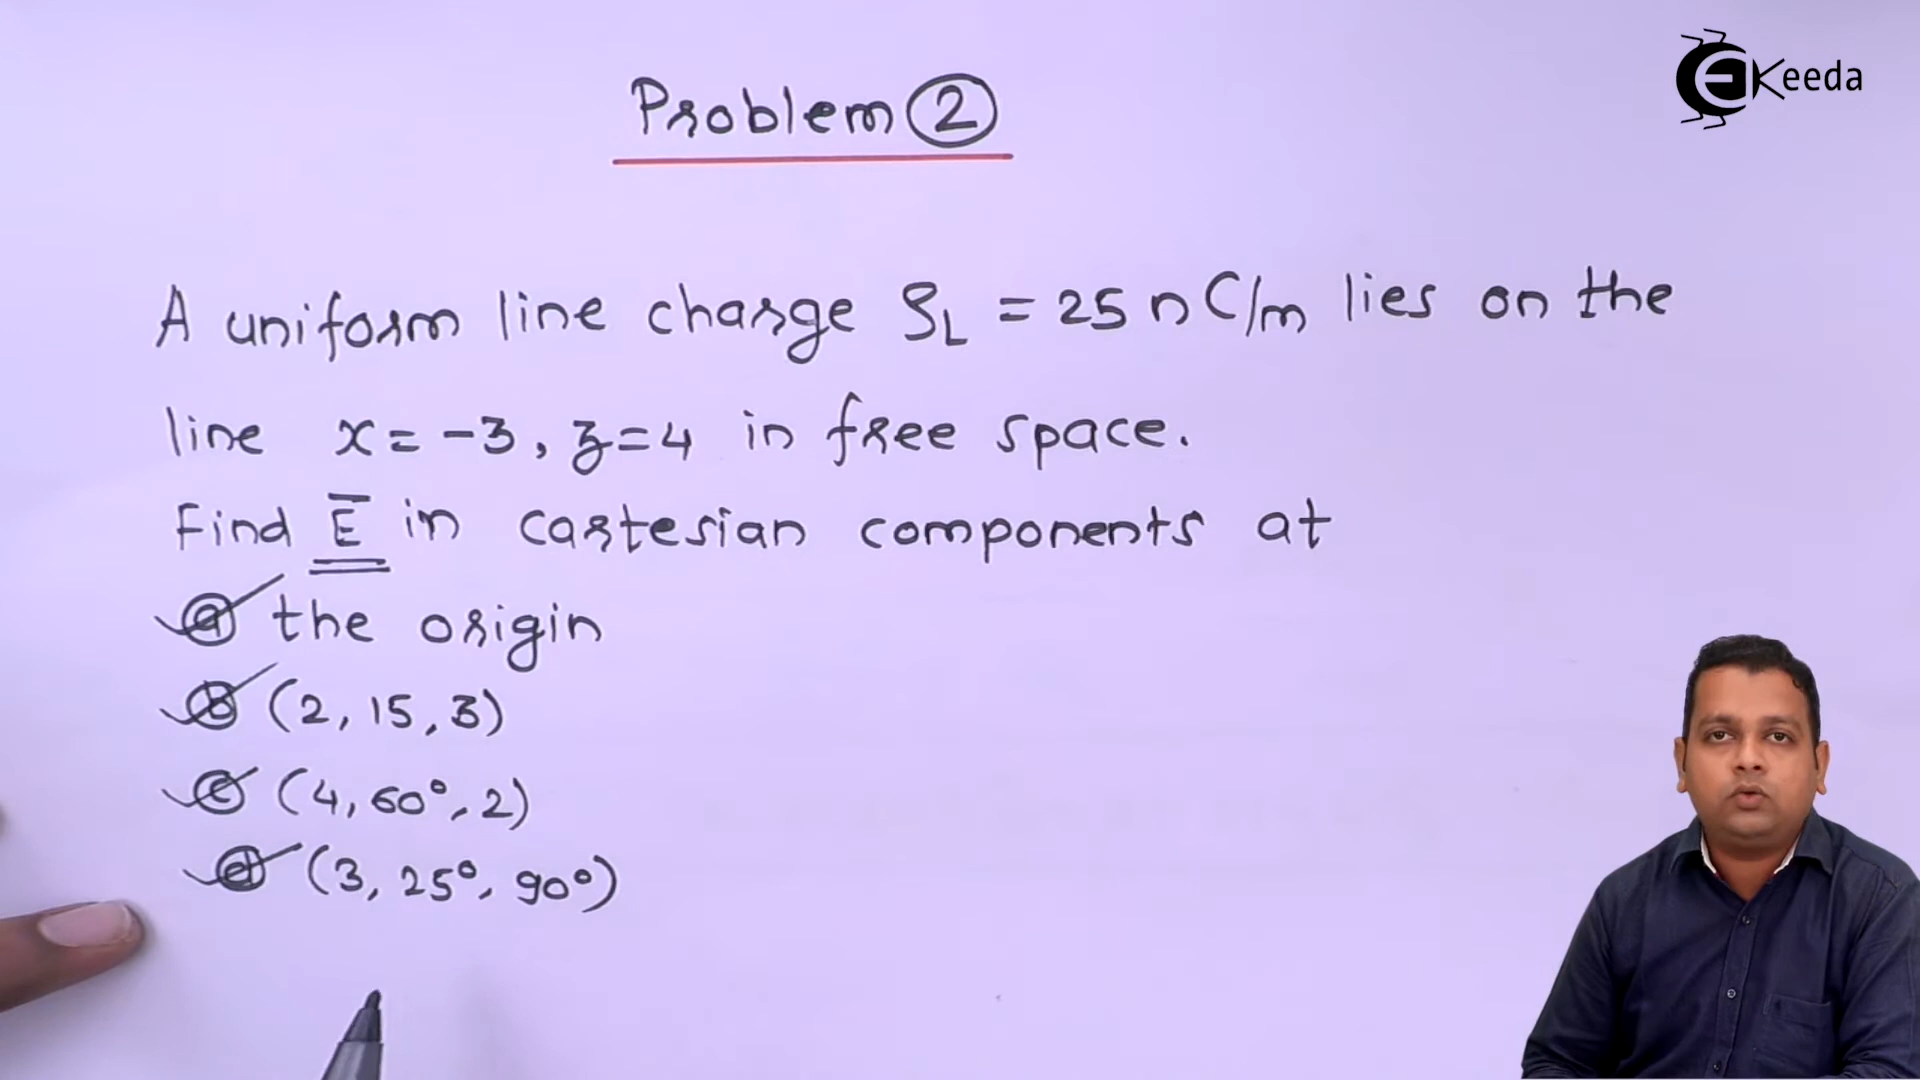 Problem ②
EKeeda
A uniform line charge ρL = 25 nC/m lies on the
line x = -3, z = 4 in free space.
Find E̅ in cartesian components at
ⓐ the origin
ⓑ (2, 15, 3)
ⓒ (4, 60°, 2)
ⓓ (3, 25°, 90°)